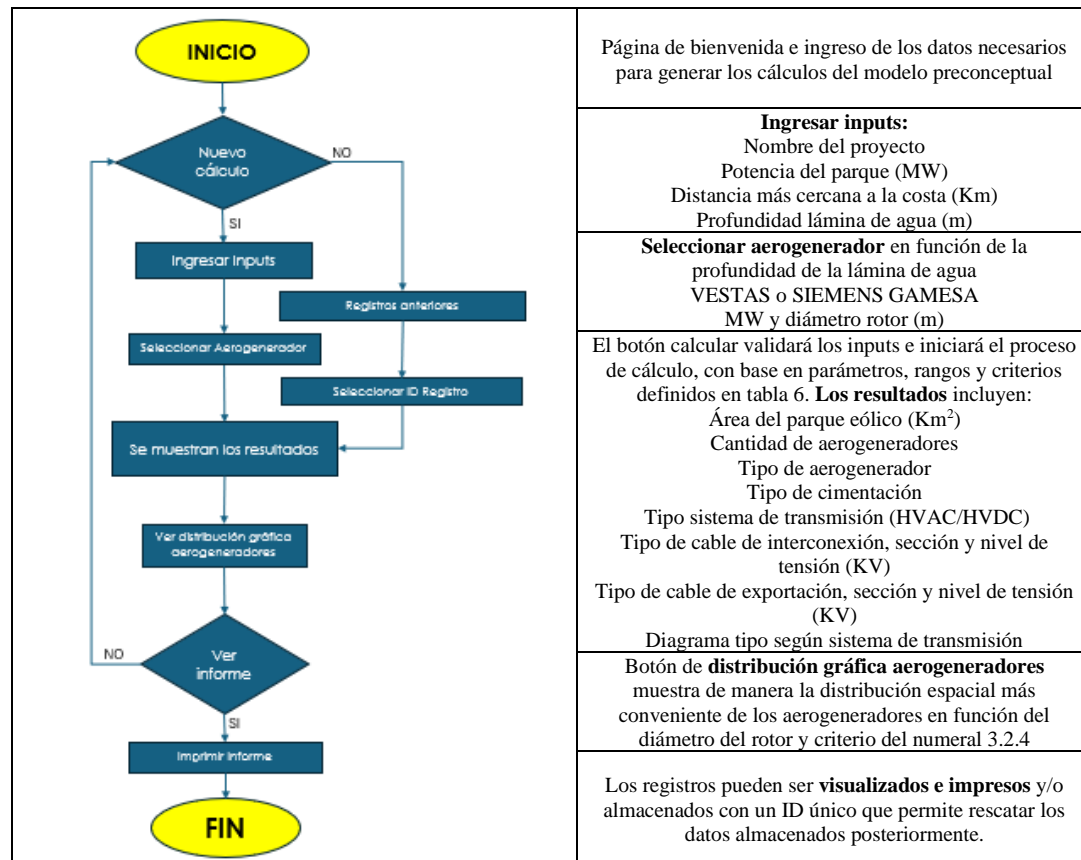 INICIO
Nuevo
cálculo
NO
SI
Ingresar Inputs
Registros anteriores
Seleccionar Aerogenerador
Seleccionar ID Registro
Se muestran los resultados
Ver distribución gráfica
aerogeneradores
NO
Ver
informe
SI
Imprimir Informe
FIN
Página de bienvenida e ingreso de los datos necesarios
para generar los cálculos del modelo preconceptual
Ingresar inputs:
Nombre del proyecto
Potencia del parque (MW)
Distancia más cercana a la costa (Km)
Profundidad lámina de agua (m)
Seleccionar aerogenerador en función de la
profundidad de la lámina de agua
VESTAS o SIEMENS GAMESA
MW y diámetro rotor (m)
El botón calcular validará los inputs e iniciará el proceso
de cálculo, con base en parámetros, rangos y criterios
definidos en tabla 6. Los resultados incluyen:
Área del parque eólico (Km²)
Cantidad de aerogeneradores
Tipo de aerogenerador
Tipo de cimentación
Tipo sistema de transmisión (HVAC/HVDC)
Tipo de cable de interconexión, sección y nivel de
tensión (KV)
Tipo de cable de exportación, sección y nivel de tensión
(KV)
Diagrama tipo según sistema de transmisión
Botón de distribución gráfica aerogeneradores
muestra de manera la distribución espacial más
conveniente de los aerogeneradores en función del
diámetro del rotor y criterio del numeral 3.2.4
Los registros pueden ser visualizados e impresos y/o
almacenados con un ID único que permite rescatar los
datos almacenados posteriormente.